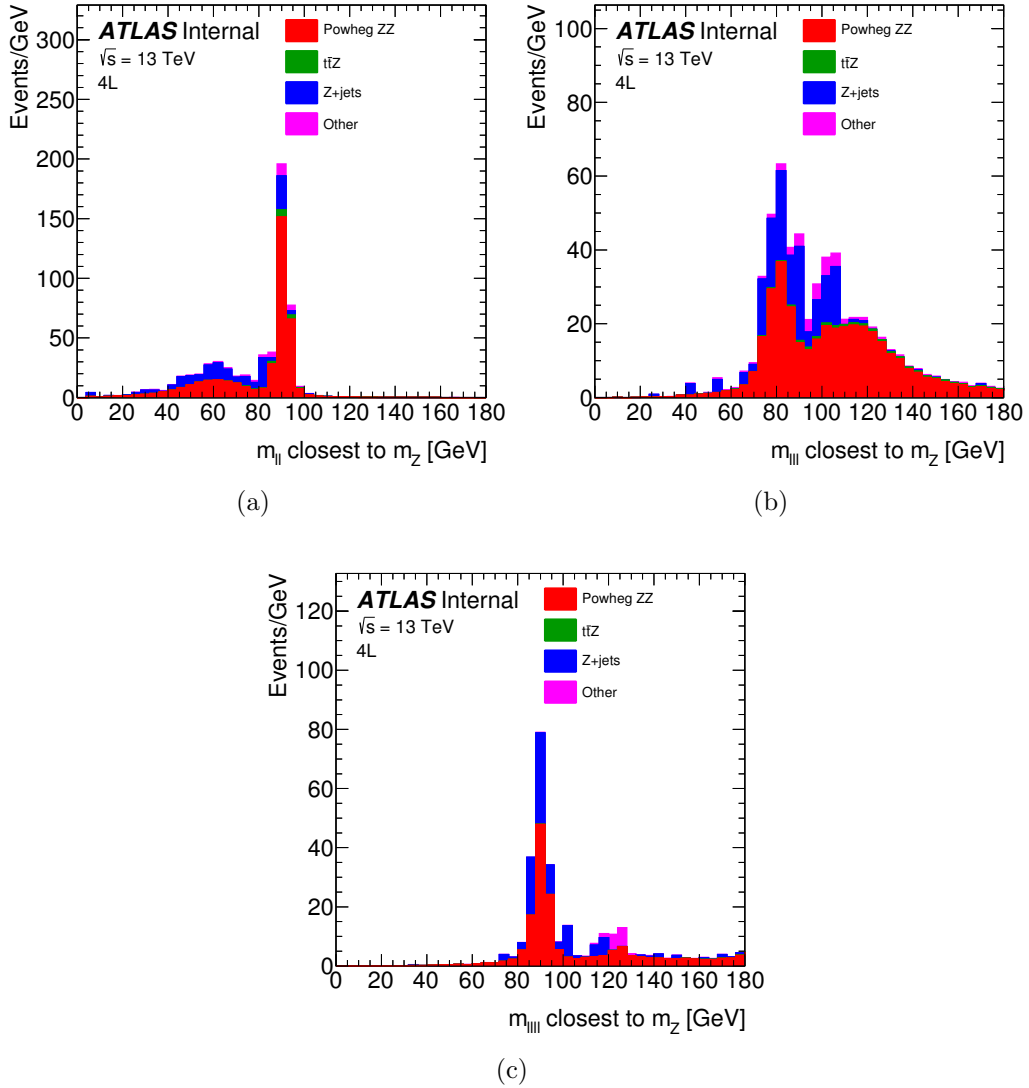 Events/GeV
300
250
200
150
100
50
0
ATLAS Internal
√s = 13 TeV
4L
Powheg ZZ
tt̄Z
Z+jets
Other
0 20 40 60 80 100 120 140 160 180
m_ll closest to m_Z [GeV]
(a)
Events/GeV
100
80
60
40
20
0
ATLAS Internal
√s = 13 TeV
4L
Powheg ZZ
tt̄Z
Z+jets
Other
0 20 40 60 80 100 120 140 160 180
m_lll closest to m_Z [GeV]
(b)
Events/GeV
120
100
80
60
40
20
0
ATLAS Internal
√s = 13 TeV
4L
Powheg ZZ
tt̄Z
Z+jets
Other
0 20 40 60 80 100 120 140 160 180
m_llll closest to m_Z [GeV]
(c)